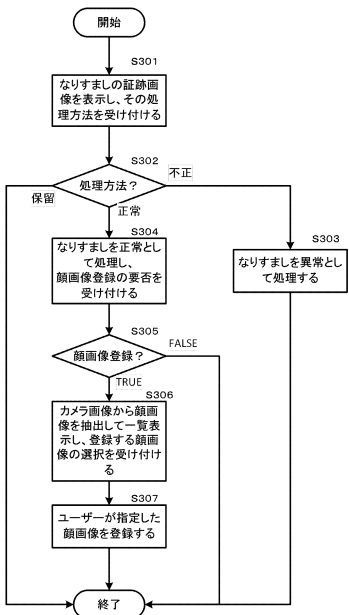 開始
S301
なりすましの証跡画
像を表示し、その処
理方法を受け付ける
S302
処理方法？
不正
保留
正常
S304
S303
なりすましを正常とし
て処理し、
顔画像登録の要否を
受け付ける
なりすましを異常とし
て処理する
S305
顔画像登録？
FALSE
TRUE
S306
カメラ画像から顔画
像を抽出して一覧表
示し、登録する顔画
像の選択を受け付け
る
S307
ユーザーが指定した
顔画像を登録する
終了